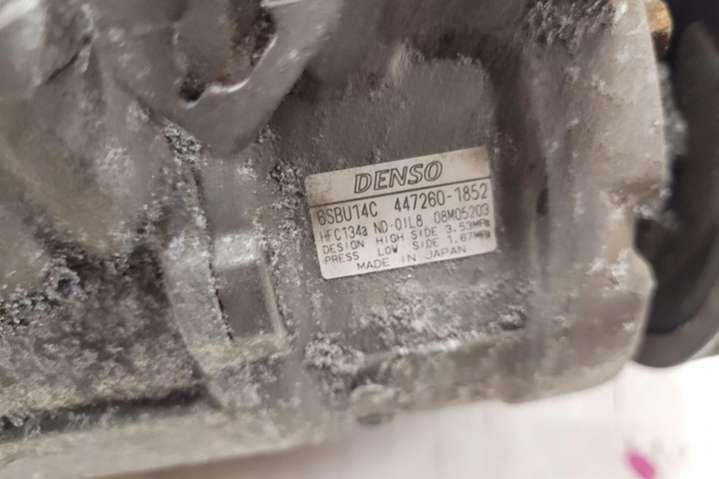 DENSO
6SBU14C 447260-1852
HFC134a ND-OIL8 08M05203
DESIGN HIGH SIDE 3.53MPa
PRESS LOW SIDE 1.67MPa
MADE IN JAPAN